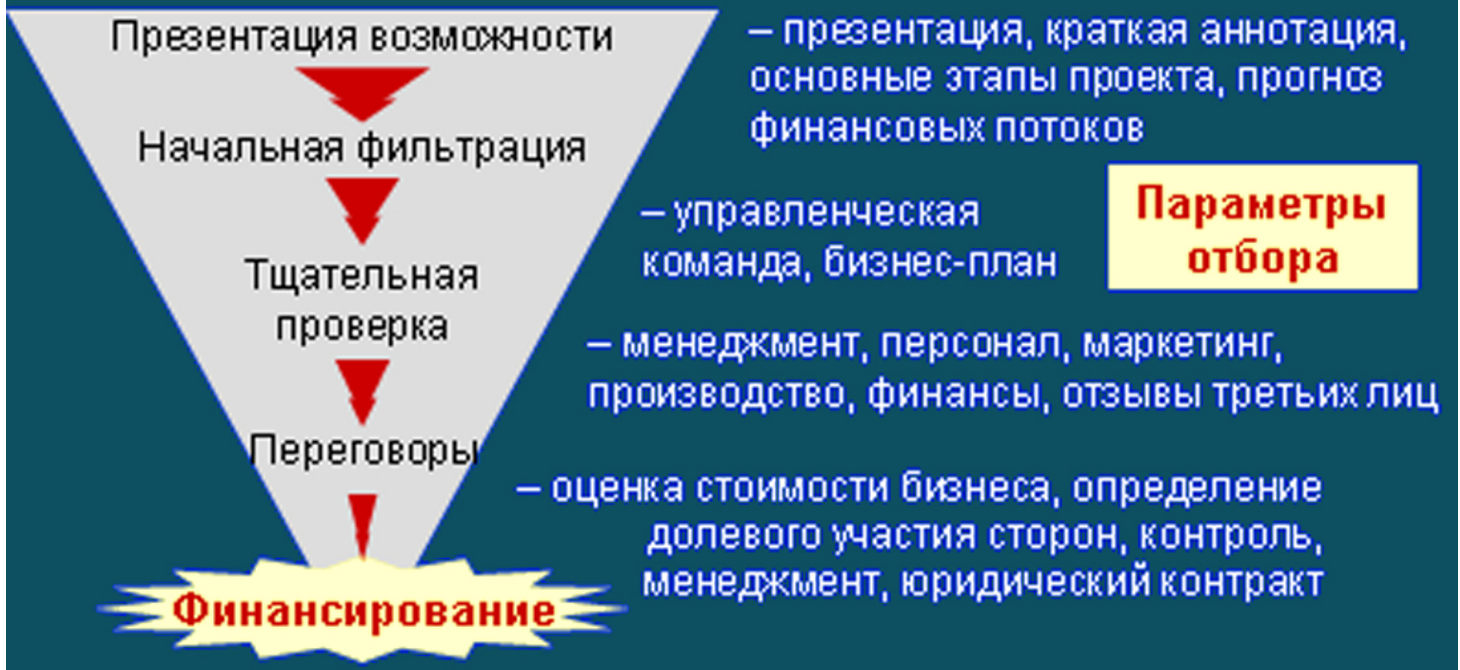 Презентация возможности
– презентация, краткая аннотация,
основные этапы проекта, прогноз
финансовых потоков
Начальная фильтрация
– управленческая
команда, бизнес-план
Параметры
отбора
Тщательная
проверка
– менеджмент, персонал, маркетинг,
производство, финансы, отзывы третьих лиц
Переговоры
– оценка стоимости бизнеса, определение
долевого участия сторон, контроль,
менеджмент, юридический контракт
Финансирование